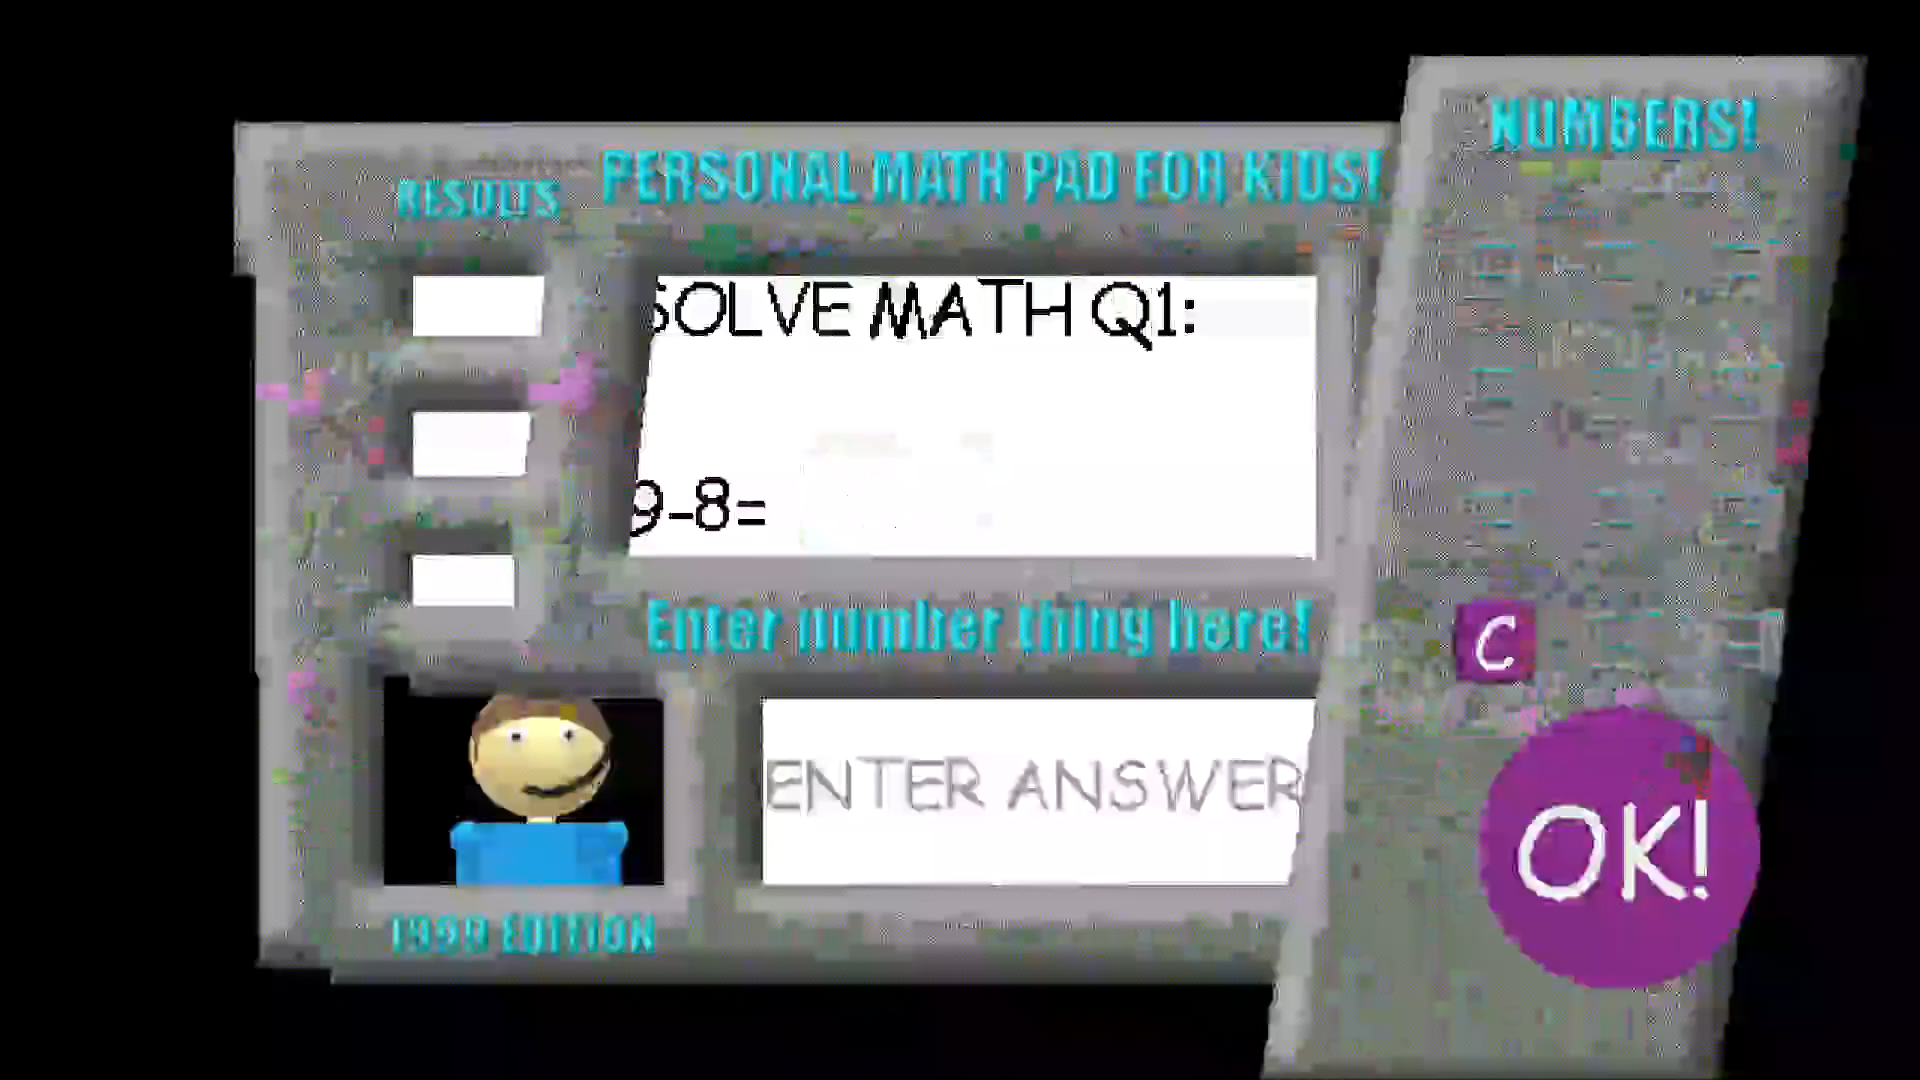 NUMBERS!
PERSONAL MATH PAD FOR KIDS!
RESULTS
SOLVE MATH Q1:
9-8=
Enter number thing here!
C
ENTER ANSWER
OK!
1999 EDITION